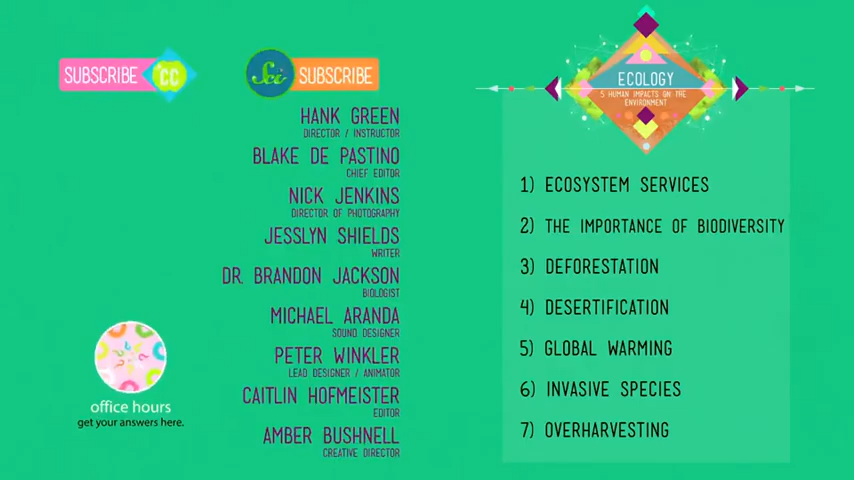 SUBSCRIBE
CC
Sci
SUBSCRIBE
HANK GREEN
DIRECTOR / INSTRUCTOR
BLAKE DE PASTINO
CHIEF EDITOR
NICK JENKINS
DIRECTOR OF PHOTOGRAPHY
JESSLYN SHIELDS
WRITER
DR. BRANDON JACKSON
BIOLOGIST
MICHAEL ARANDA
SOUND DESIGNER
PETER WINKLER
LEAD DESIGNER / ANIMATOR
CAITLIN HOFMEISTER
EDITOR
AMBER BUSHNELL
CREATIVE DIRECTOR
office hours
get your answers here.
ECOLOGY
5 HUMAN IMPACTS ON THE
ENVIRONMENT
1) ECOSYSTEM SERVICES
2) THE IMPORTANCE OF BIODIVERSITY
3) DEFORESTATION
4) DESERTIFICATION
5) GLOBAL WARMING
6) INVASIVE SPECIES
7) OVERHARVESTING